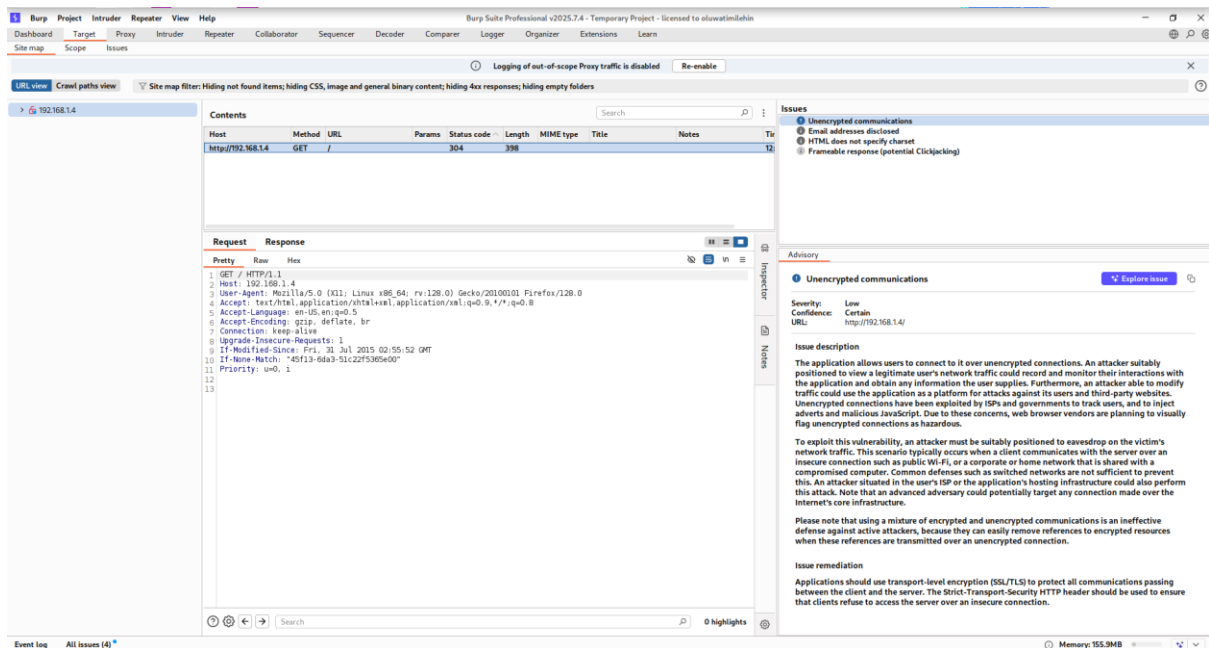 Burp Project Intruder Repeater View Help
Burp Suite Professional v2025.7.4 - Temporary Project - licensed to oluwatimilehin
Dashboard Target Proxy Intruder Repeater Collaborator Sequencer Decoder Comparer Logger Organizer Extensions Learn
Site map Scope Issues
Logging of out-of-scope Proxy traffic is disabled Re-enable
URL view Crawl paths view Site map filter: Hiding not found items; hiding CSS, image and general binary content; hiding 4xx responses; hiding empty folders
192.168.1.4
Contents
Search
Host Method URL Params Status code Length MIME type Title Notes Tir
http://192.168.1.4 GET / 304 398 12:
Request Response
Pretty Raw Hex
\n
1 GET / HTTP/1.1
2 Host: 192.168.1.4
3 User-Agent: Mozilla/5.0 (X11; Linux x86_64; rv:128.0) Gecko/20100101 Firefox/128.0
4 Accept: text/html,application/xhtml+xml,application/xml;q=0.9,*/*;q=0.8
5 Accept-Language: en-US,en;q=0.5
6 Accept-Encoding: gzip, deflate, br
7 Connection: keep-alive
8 Upgrade-Insecure-Requests: 1
9 If-Modified-Since: Fri, 31 Jul 2015 02:55:52 GMT
10 If-None-Match: "45f13-6da3-51c22f5365e00"
11 Priority: u=0, i
12
13
Search
0 highlights
Inspector
Notes
Issues
Unencrypted communications
Email addresses disclosed
HTML does not specify charset
Frameable response (potential Clickjacking)
Advisory
Unencrypted communications
Explore issue
Severity: Low
Confidence: Certain
URL: http://192.168.1.4/
Issue description
The application allows users to connect to it over unencrypted connections. An attacker suitably
positioned to view a legitimate user's network traffic could record and monitor their interactions with
the application and obtain any information the user supplies. Furthermore, an attacker able to modify
traffic could use the application as a platform for attacks against its users and third-party websites.
Unencrypted connections have been exploited by ISPs and governments to track users, and to inject
adverts and malicious JavaScript. Due to these concerns, web browser vendors are planning to visually
flag unencrypted connections as hazardous.
To exploit this vulnerability, an attacker must be suitably positioned to eavesdrop on the victim's
network traffic. This scenario typically occurs when a client communicates with the server over an
insecure connection such as public Wi-Fi, or a corporate or home network that is shared with a
compromised computer. Common defenses such as switched networks are not sufficient to prevent
this. An attacker situated in the user's ISP or the application's hosting infrastructure could also perform
this attack. Note that an advanced adversary could potentially target any connection made over the
Internet's core infrastructure.
Please note that using a mixture of encrypted and unencrypted communications is an ineffective
defense against active attackers, because they can easily remove references to encrypted resources
when these references are transmitted over an unencrypted connection.
Issue remediation
Applications should use transport-level encryption (SSL/TLS) to protect all communications passing
between the client and the server. The Strict-Transport-Security HTTP header should be used to ensure
that clients refuse to access the server over an insecure connection.
Event log All issues (4)
Memory: 155.9MB